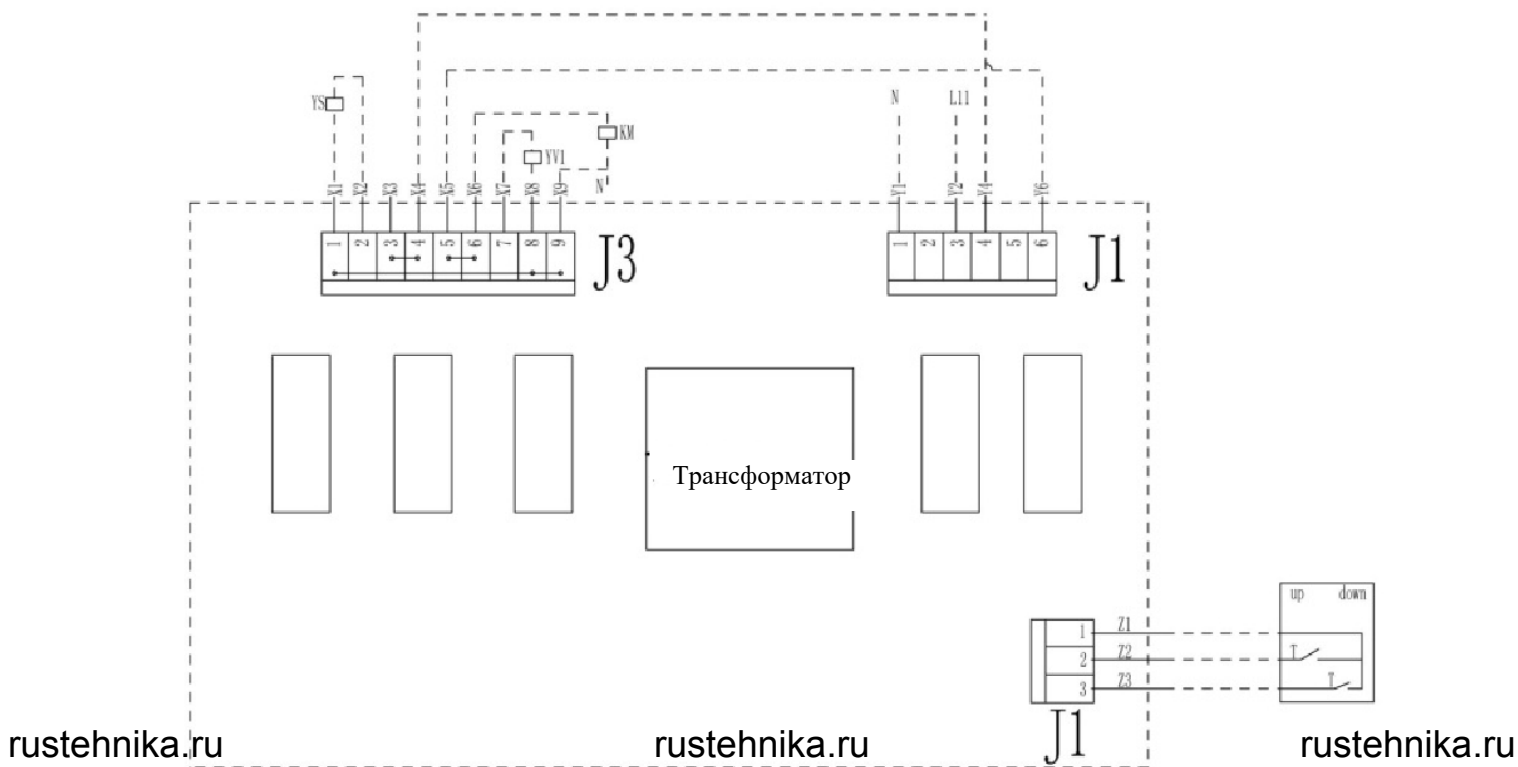 YS
N L11
KM
YV1
N
X1 X2 X3 X4 X5 X6 X7 X8 X9
Y1 Y2 Y4 Y6
1 2 3 4 5 6 7 8 9
J3
1 2 3 4 5 6
J1
Трансформатор
up down
1 Z1
2 Z2
3 Z3
J1
rustehnika.ru rustehnika.ru rustehnika.ru